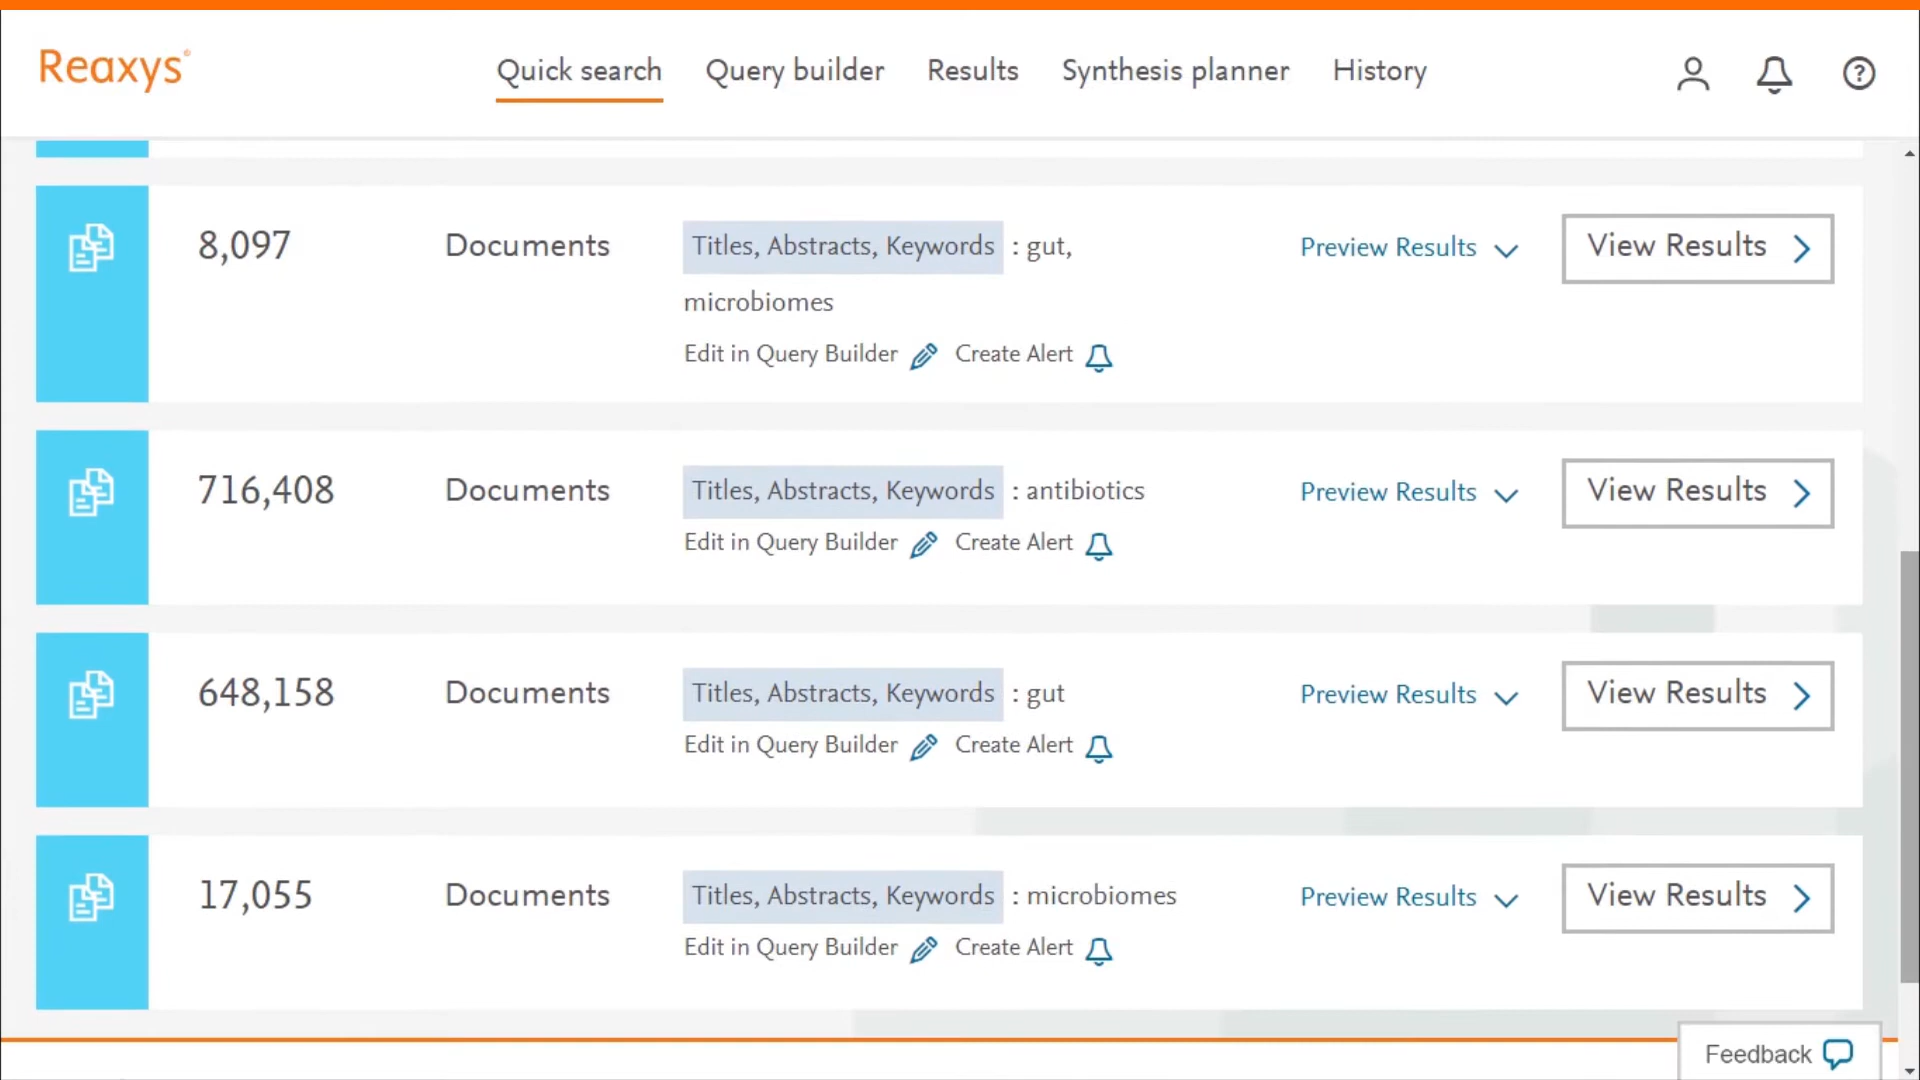 Reaxys®
Quick search Query builder Results Synthesis planner History
8,097 Documents Titles, Abstracts, Keywords : gut, Preview Results View Results
microbiomes
Edit in Query Builder Create Alert
716,408 Documents Titles, Abstracts, Keywords : antibiotics Preview Results View Results
Edit in Query Builder Create Alert
648,158 Documents Titles, Abstracts, Keywords : gut Preview Results View Results
Edit in Query Builder Create Alert
17,055 Documents Titles, Abstracts, Keywords : microbiomes Preview Results View Results
Edit in Query Builder Create Alert
Feedback